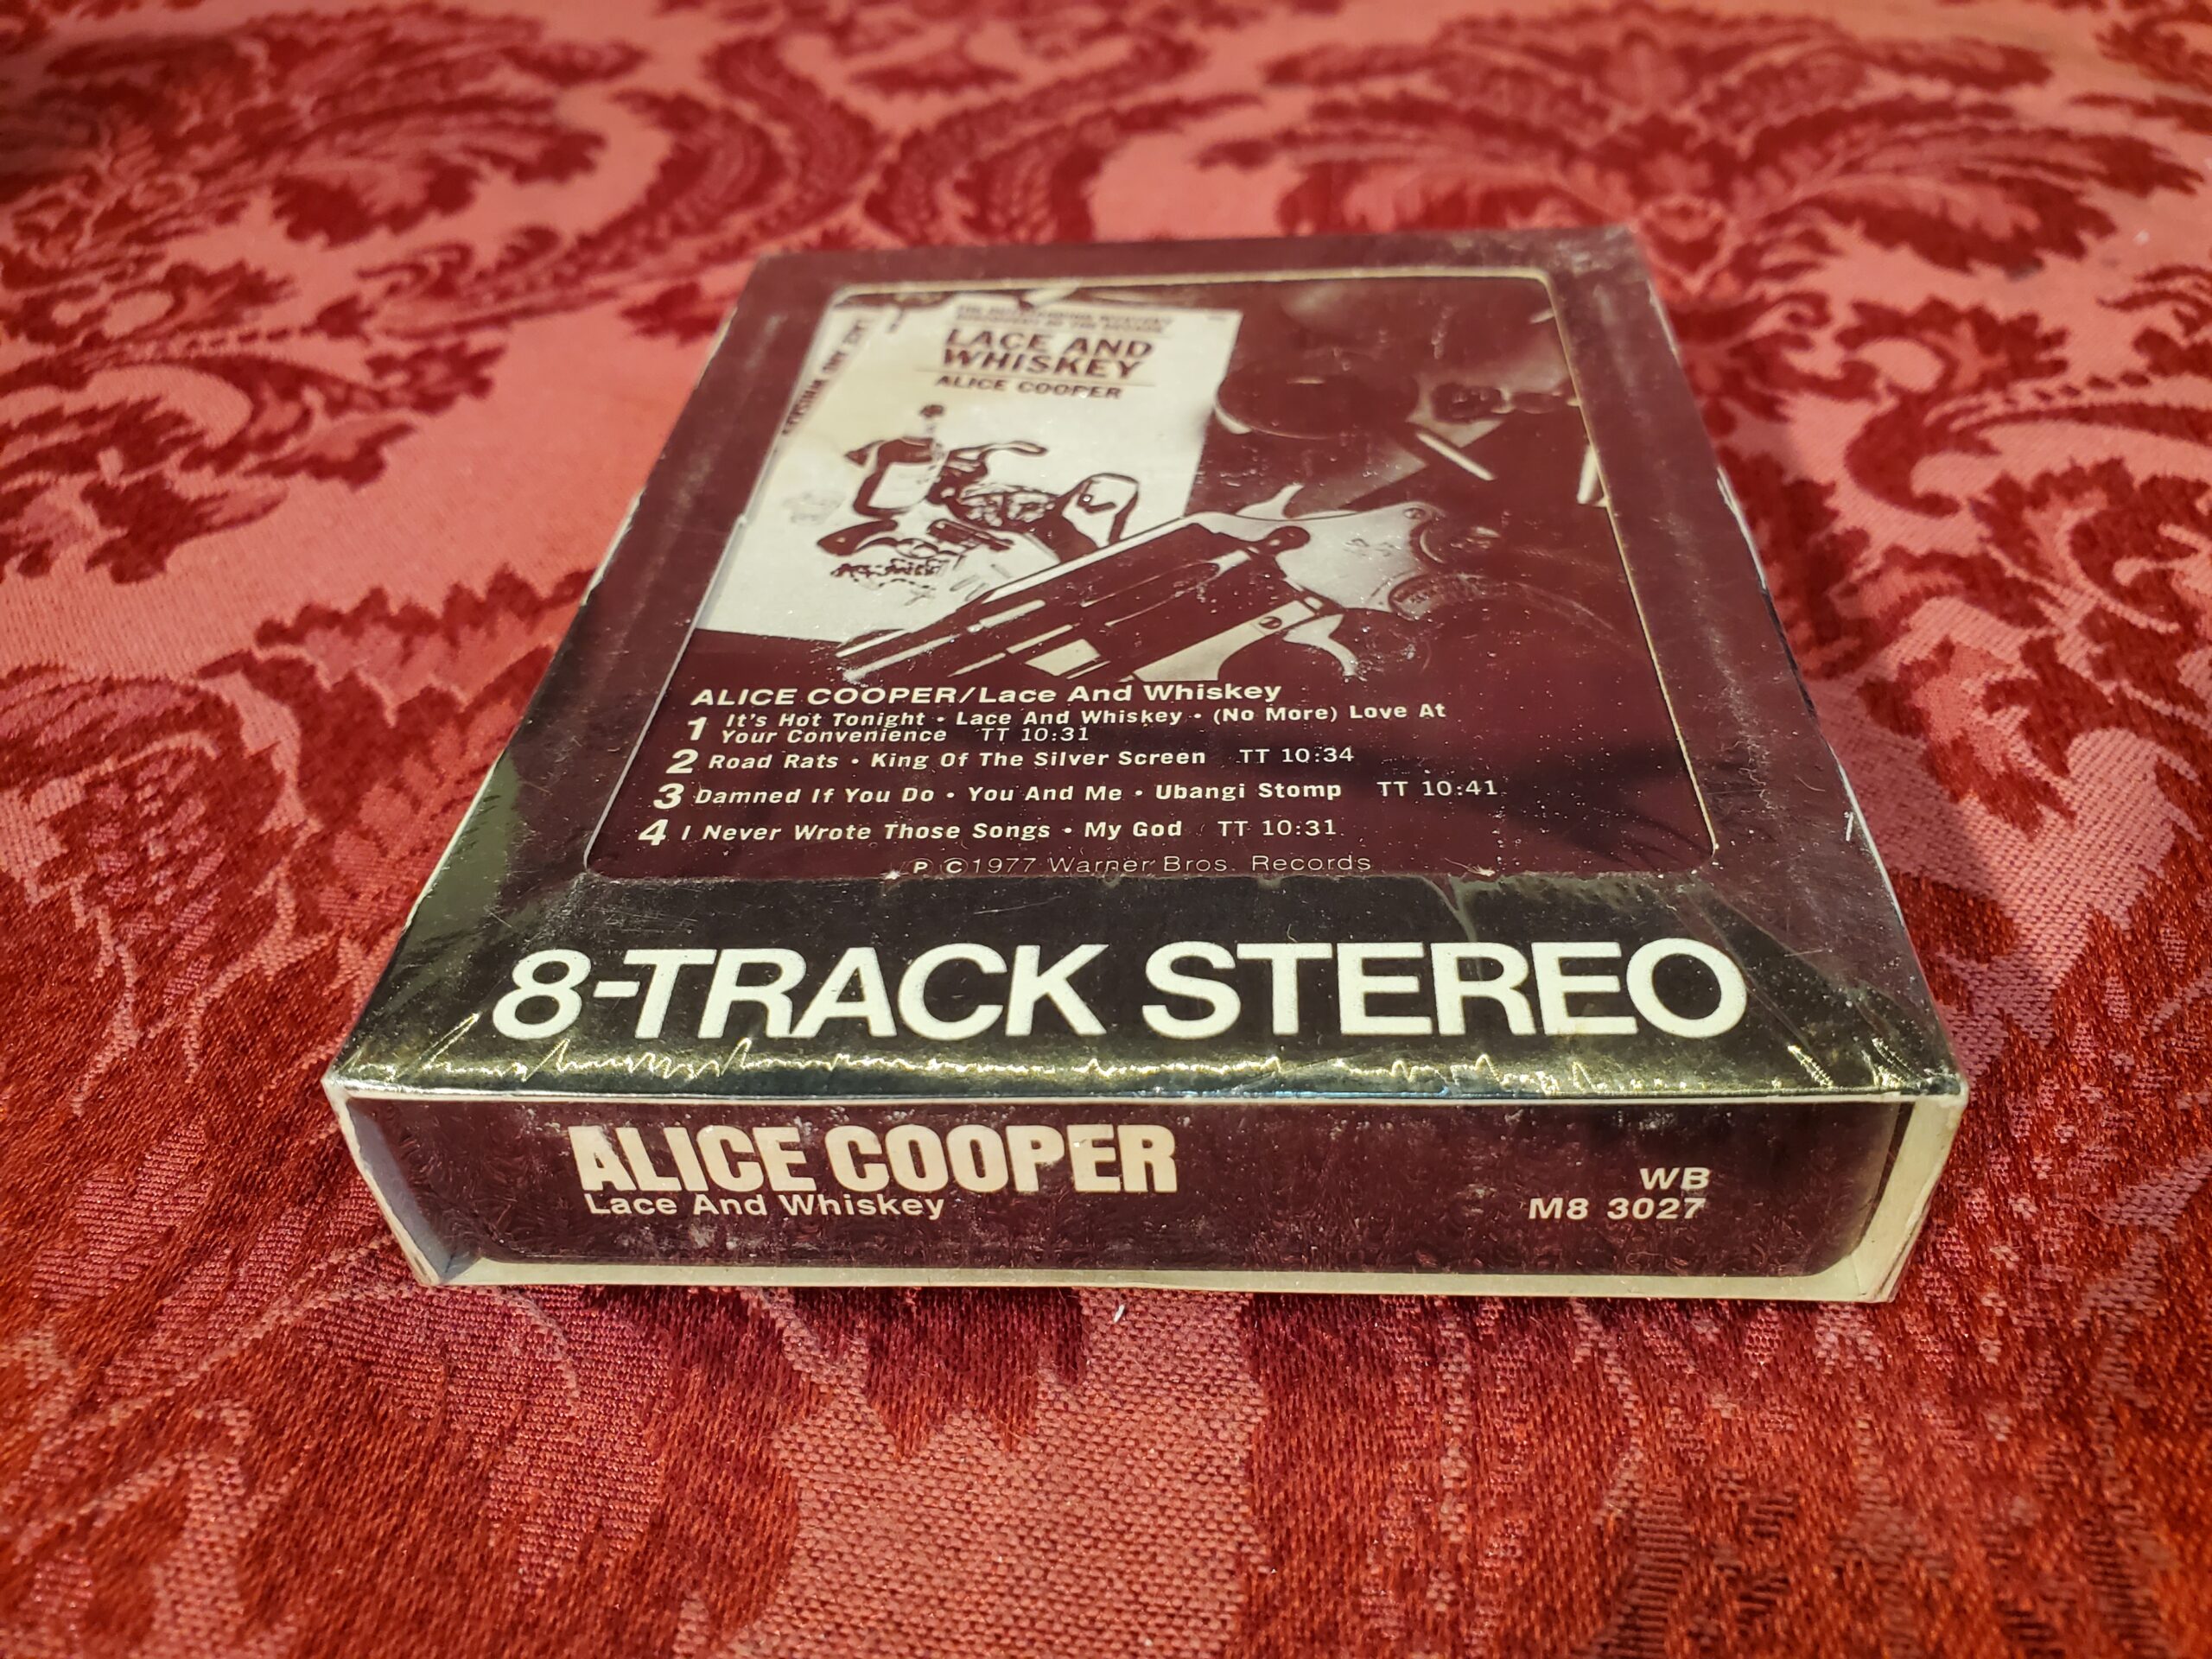 LACE AND
WHISKEY
ALICE COOPER
ALICE COOPER/Lace And Whiskey
1 It's Hot Tonight • Lace And Whiskey • (No More) Love At
Your Convenience TT 10:31
2 Road Rats • King Of The Silver Screen TT 10:34
3 Damned If You Do • You And Me • Ubangi Stomp TT 10:41
4 I Never Wrote Those Songs • My God TT 10:31
P ©1977 Warner Bros. Records
8-TRACK STEREO
ALICE COOPER
Lace And Whiskey
WB
M8 3027